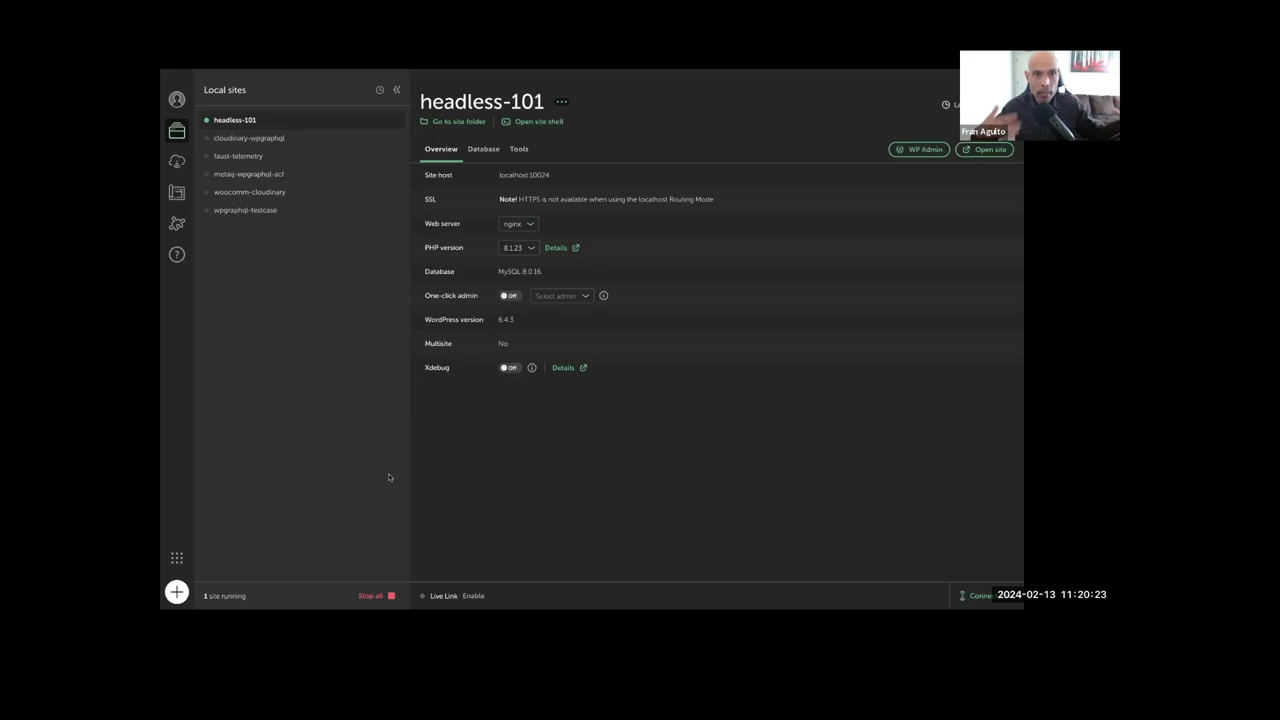 Local sites
headless-101
cloudinary-wpgraphql
faust-telemetry
metaq-wpgraphql-acf
woocomm-cloudinary
wpgraphql-testcase
1 site running
Stop all
headless-101
Go to site folder
Open site shell
Overview
Database
Tools
WP Admin
Open site
Site host
localhost:10024
SSL
Note! HTTPS is not available when using the localhost Routing Mode
Web server
nginx
PHP version
8.1.23
Details
Database
MySQL 8.0.16
One-click admin
Off
Select admin
WordPress version
6.4.3
Multisite
No
Xdebug
Off
Details
Live Link
Enable
2024-02-13 11:20:23
Fran Agulto